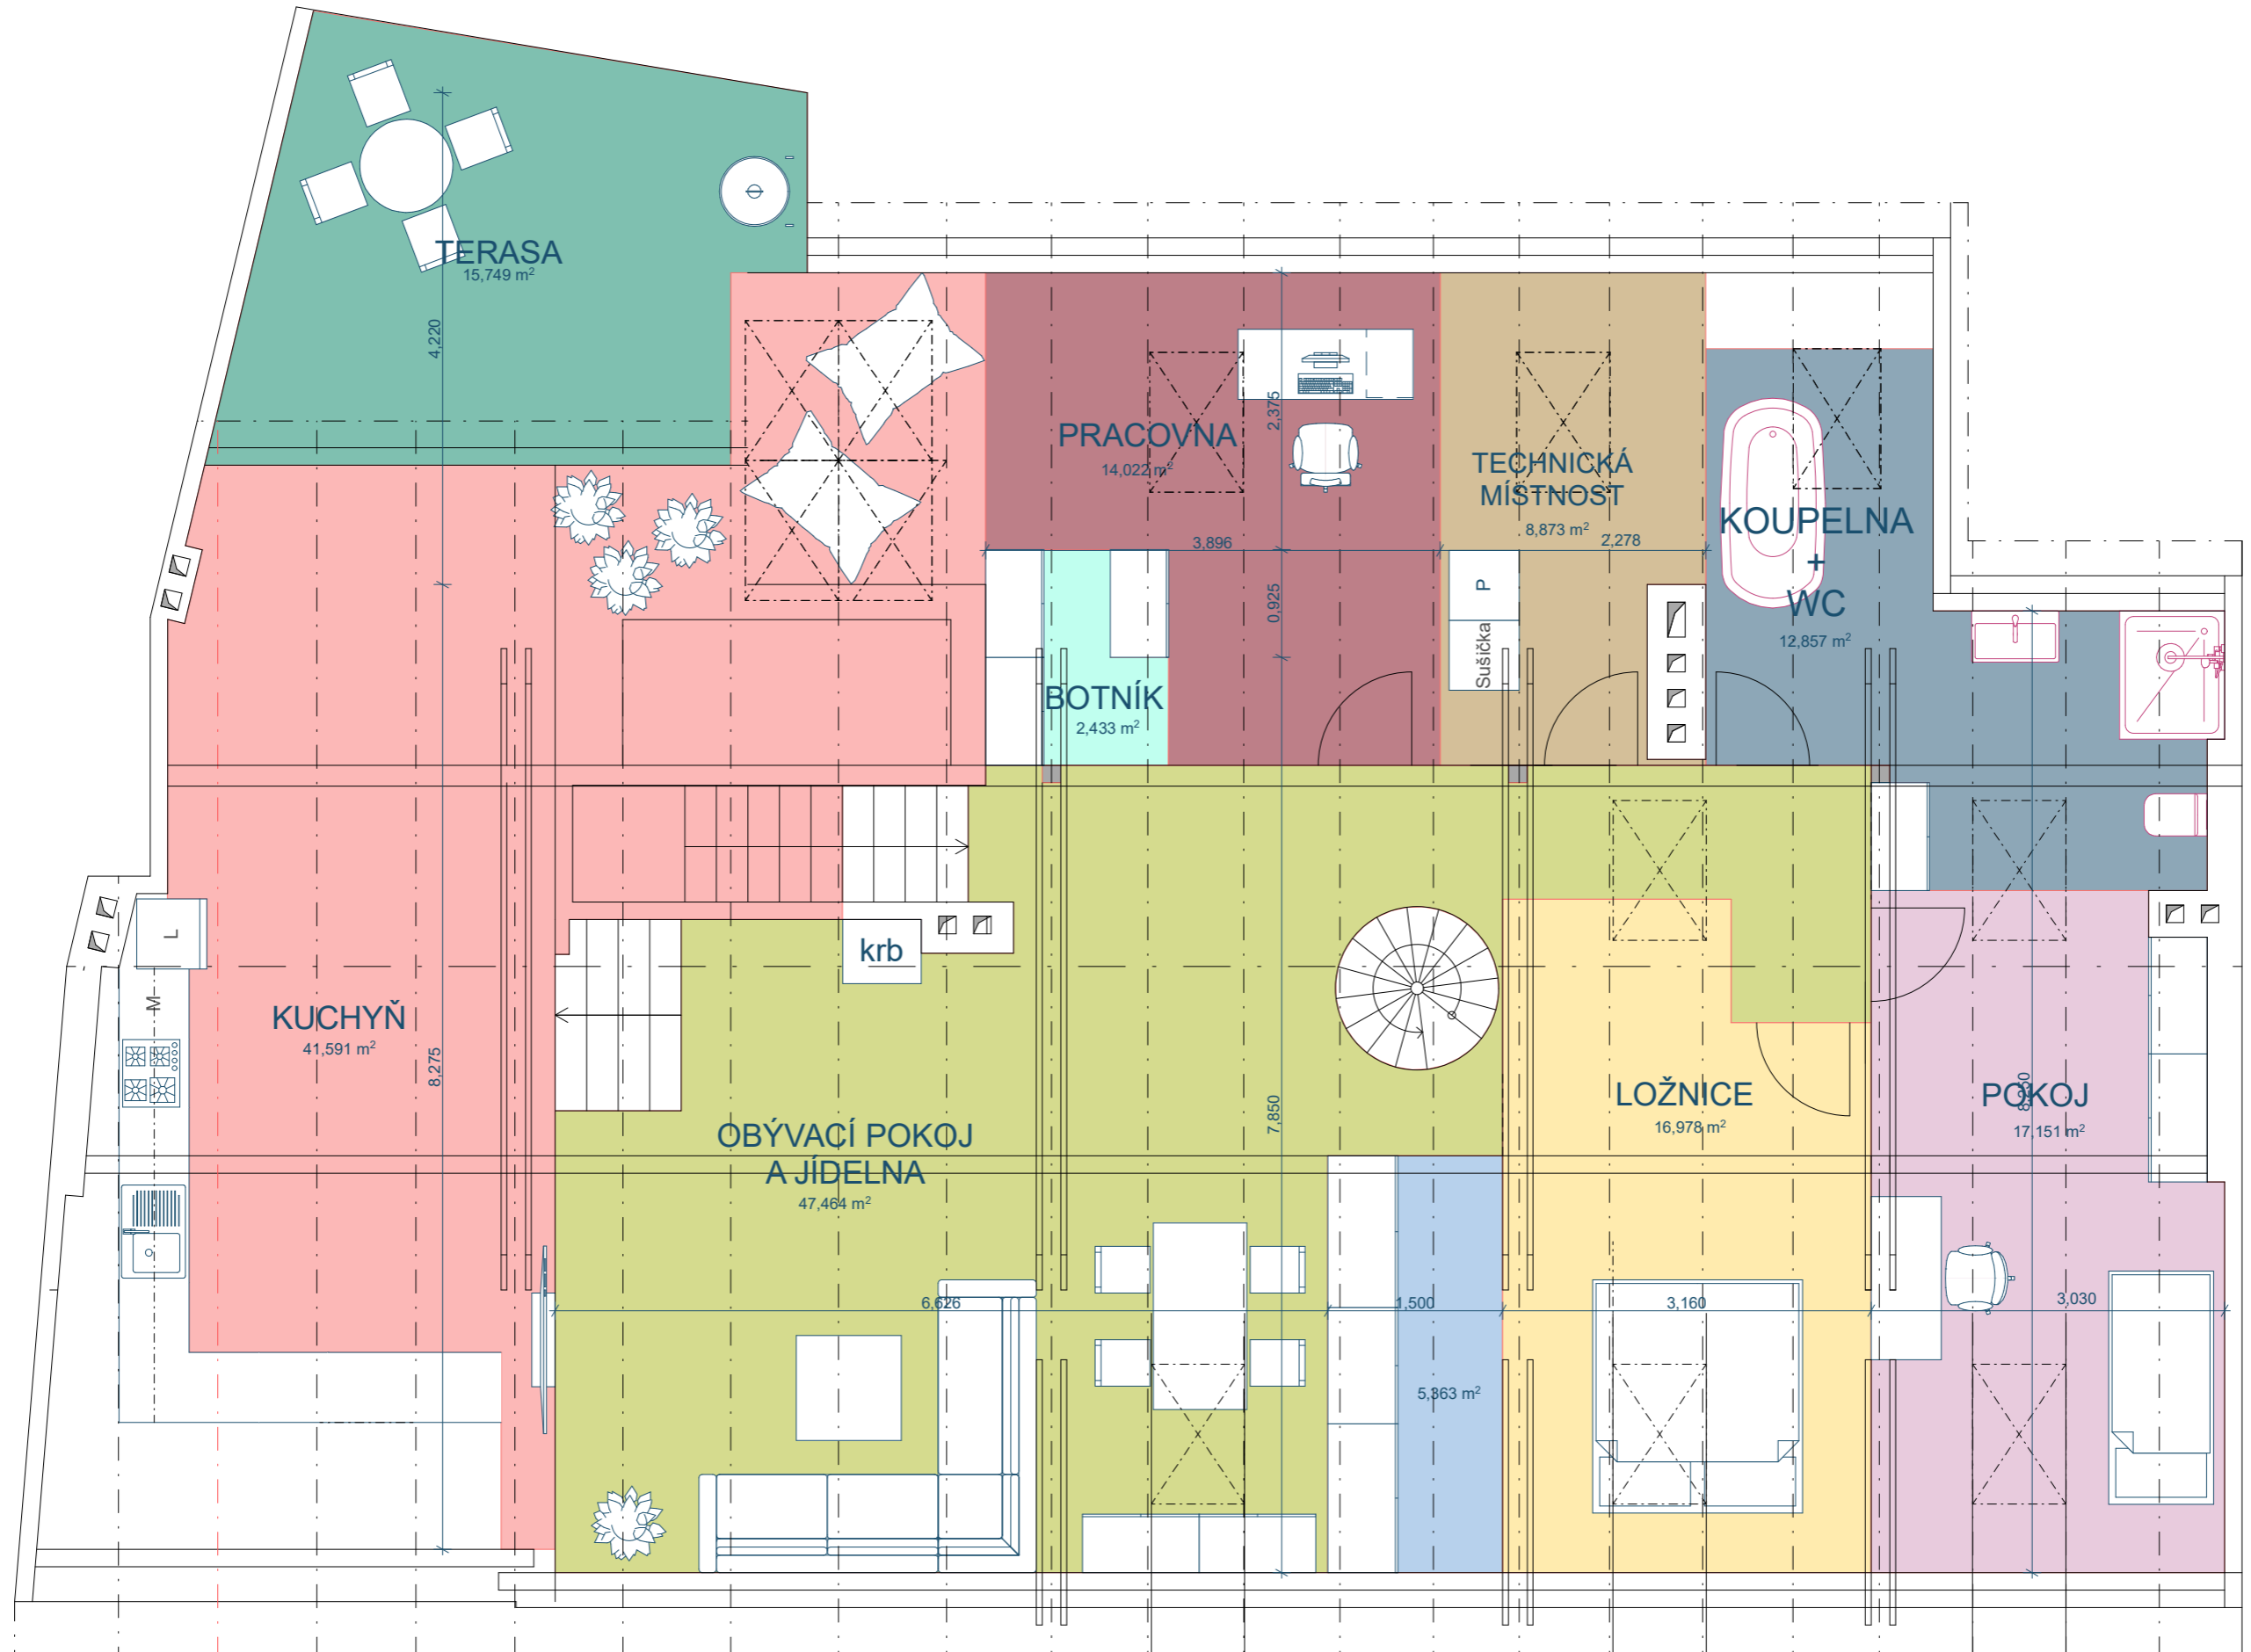 TERASA
15,749 m²
4,220
PRACOVNA
14,022 m²
2,375
TECHNICKÁ
MÍSTNOST
8,873 m²
KOUPELNA
+
WC
12,857 m²
3,896
2,278
0,925
P
Sušička
BOTNÍK
2,433 m²
L
M
krb
KUCHYŇ
41,591 m²
8,275
OBÝVACÍ POKOJ
A JÍDELNA
47,464 m²
7,850
LOŽNICE
16,978 m²
POKOJ
8,250
17,151 m²
6,626
1,500
3,160
3,030
5,363 m²